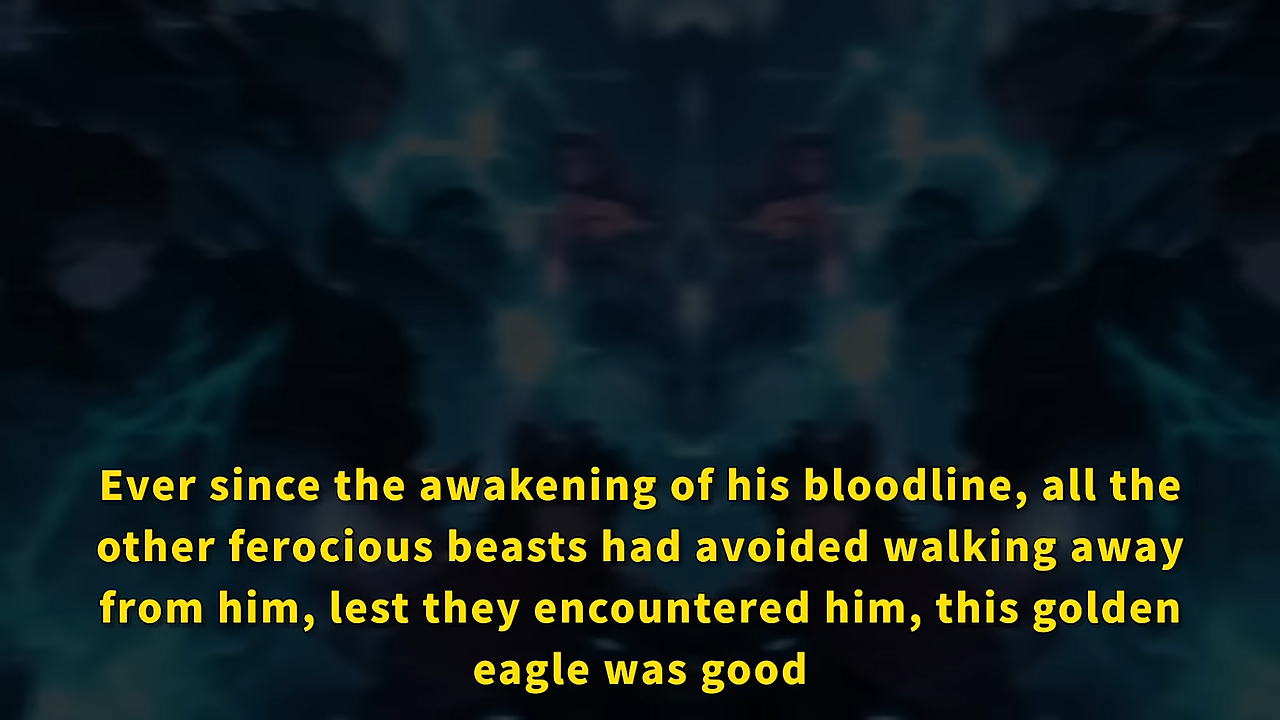 Ever since the awakening of his bloodline, all the
other ferocious beasts had avoided walking away
from him, lest they encountered him, this golden
eagle was good